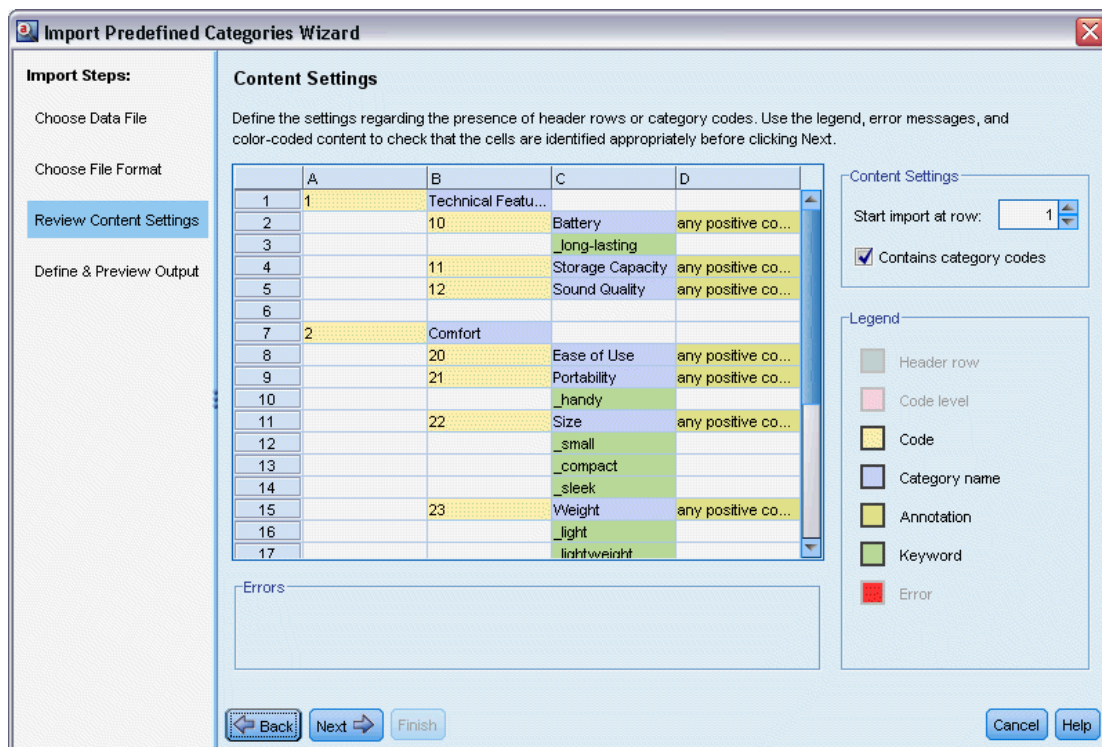 Import Predefined Categories Wizard
Import Steps:
Choose Data File
Choose File Format
Review Content Settings
Define & Preview Output
Content Settings
Define the settings regarding the presence of header rows or category codes. Use the legend, error messages, and
color-coded content to check that the cells are identified appropriately before clicking Next.
A B C D
1 1 Technical Featu...
2 10 Battery any positive co...
3 _long-lasting
4 11 Storage Capacity any positive co...
5 12 Sound Quality any positive co...
6
7 2 Comfort
8 20 Ease of Use any positive co...
9 21 Portability any positive co...
10 _handy
11 22 Size any positive co...
12 _small
13 _compact
14 _sleek
15 23 Weight any positive co...
16 _light
17 _lightweight
Errors
Content Settings
Start import at row: 1
Contains category codes
Legend
Header row
Code level
Code
Category name
Annotation
Keyword
Error
Back
Next
Finish
Cancel
Help